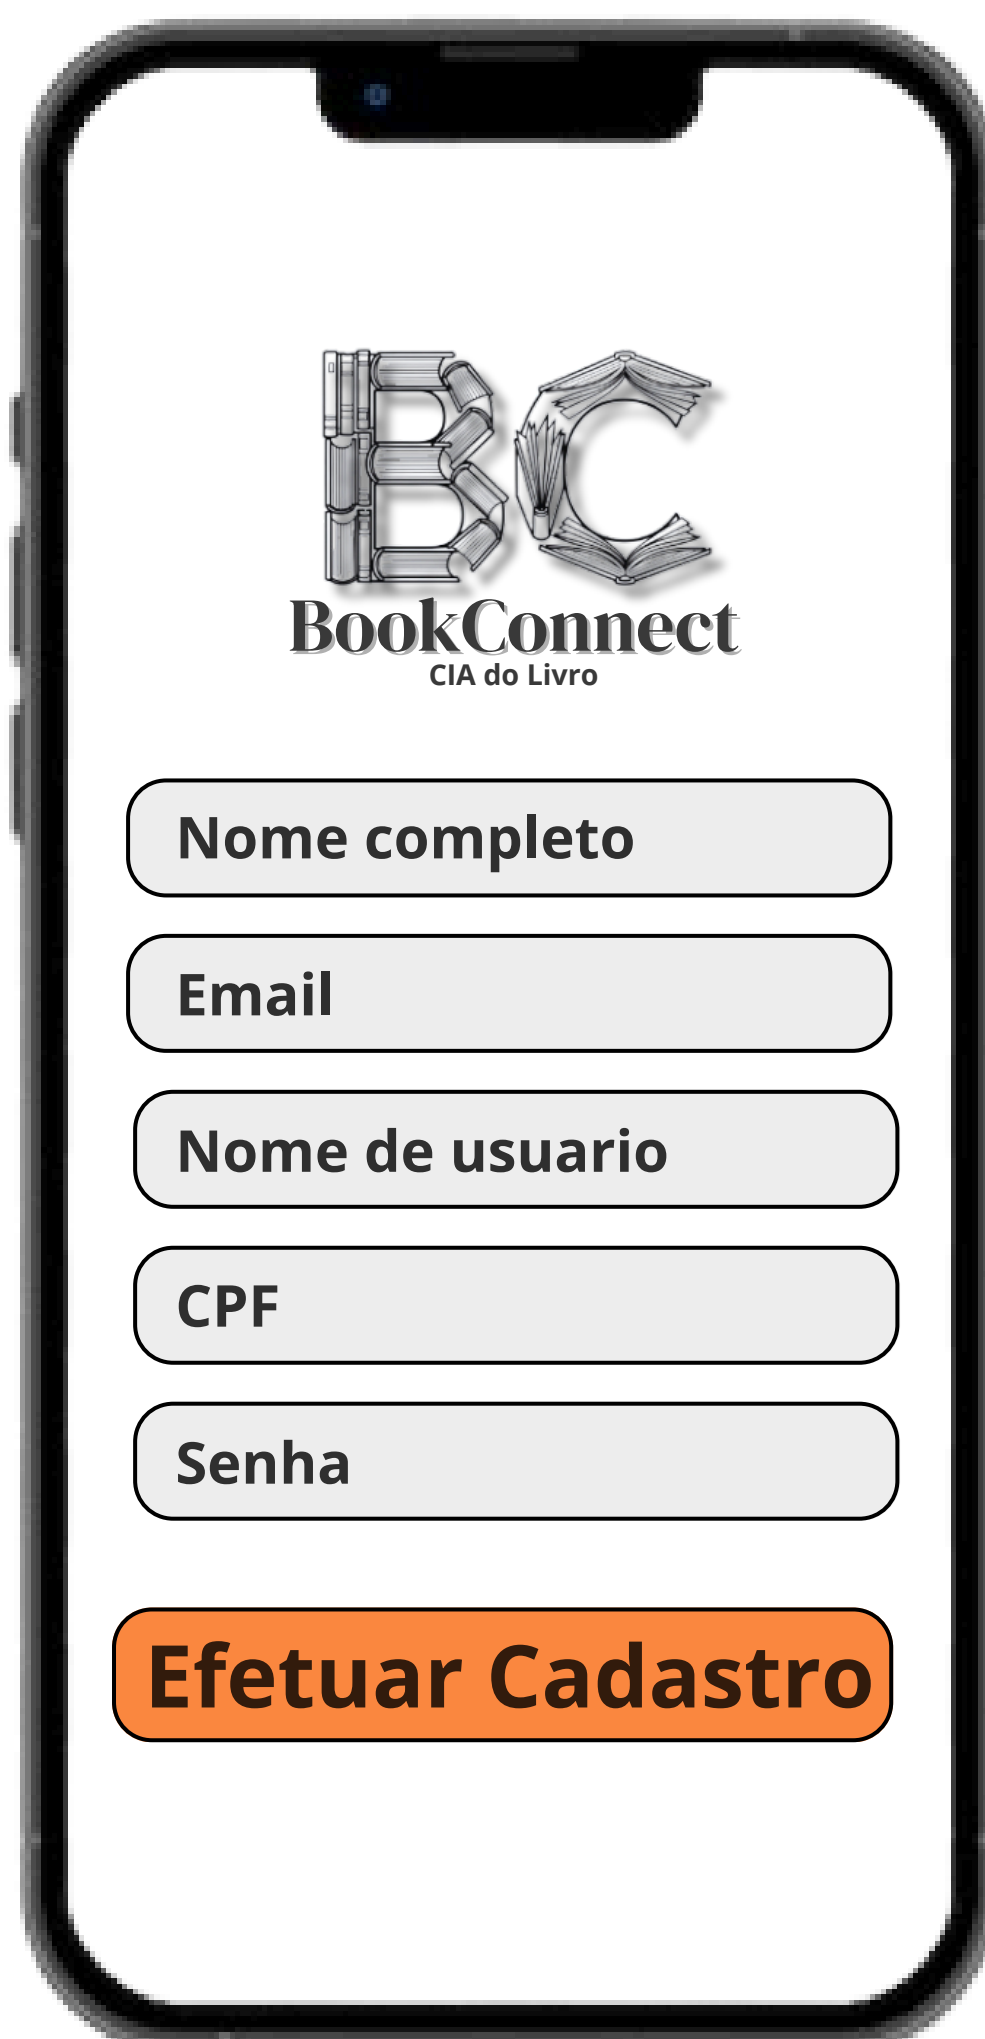 BC
BookConnect
CIA do Livro
Nome completo
Email
Nome de usuario
CPF
Senha
Efetuar Cadastro